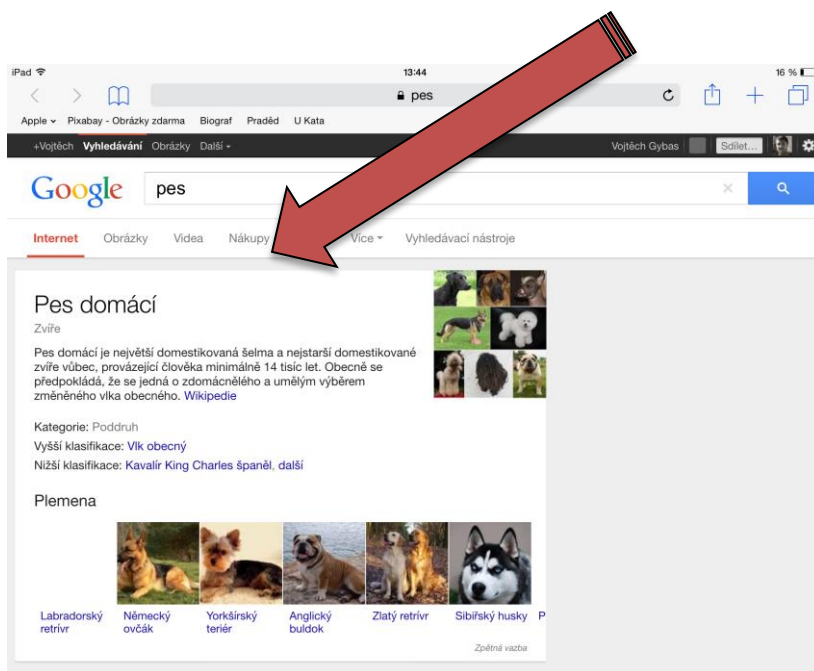 iPad 13:44 16 %
pes
Apple Pixabay - Obrázky zdarma Biograf Praděd U Kata
+Vojtěch Vyhledávání Obrázky Další Vojtěch Gybas Sdílet...
Google pes
Internet Obrázky Videa Nákupy Více Vyhledávací nástroje
Pes domácí
Zvíře
Pes domácí je největší domestikovaná šelma a nejstarší domestikované
zvíře vůbec, provázející člověka minimálně 14 tisíc let. Obecně se
předpokládá, že se jedná o zdomácnělého a umělým výběrem
změněného vlka obecného. Wikipedie
Kategorie: Poddruh
Vyšší klasifikace: Vlk obecný
Nižší klasifikace: Kavalír King Charles španěl, další
Plemena
Labradorský Německý Yorkšírský Anglický Zlatý retrívr Sibiřský husky P
retrívr ovčák teriér buldok
Zpětná vazba